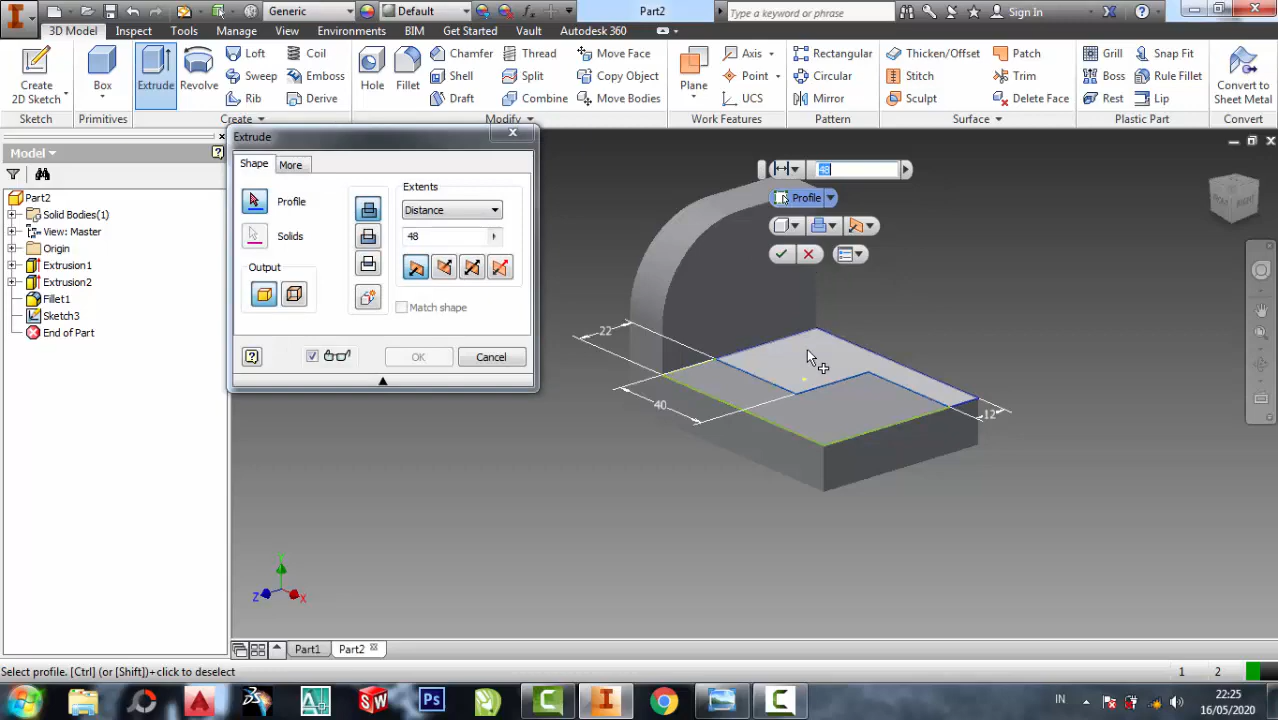 Generic
Default
Part2
Type a keyword or phrase
Sign In
3D Model
Inspect
Tools
Manage
View
Environments
BIM
Get Started
Vault
Autodesk 360
Create
2D Sketch
Box
Extrude
Revolve
Loft
Sweep
Rib
Coil
Emboss
Derive
Hole
Fillet
Chamfer
Shell
Draft
Thread
Split
Combine
Move Face
Copy Object
Move Bodies
Plane
Axis
Point
UCS
Rectangular
Circular
Mirror
Thicken/Offset
Stitch
Sculpt
Patch
Trim
Delete Face
Grill
Boss
Rest
Snap Fit
Rule Fillet
Lip
Convert to
Sheet Metal
Sketch
Primitives
Create
Modify
Work Features
Pattern
Surface
Plastic Part
Convert
Model
Part2
Solid Bodies(1)
View: Master
Origin
Extrusion1
Extrusion2
Fillet1
Sketch3
End of Part
Extrude
Shape
More
Profile
Solids
Output
Extents
Distance
48
Match shape
OK
Cancel
48
Profile
22
40
12
Y
Z
X
Part1
Part2
Select profile. [Ctrl] (or [Shift])+click to deselect
1
2
IN
22:25
16/05/2020